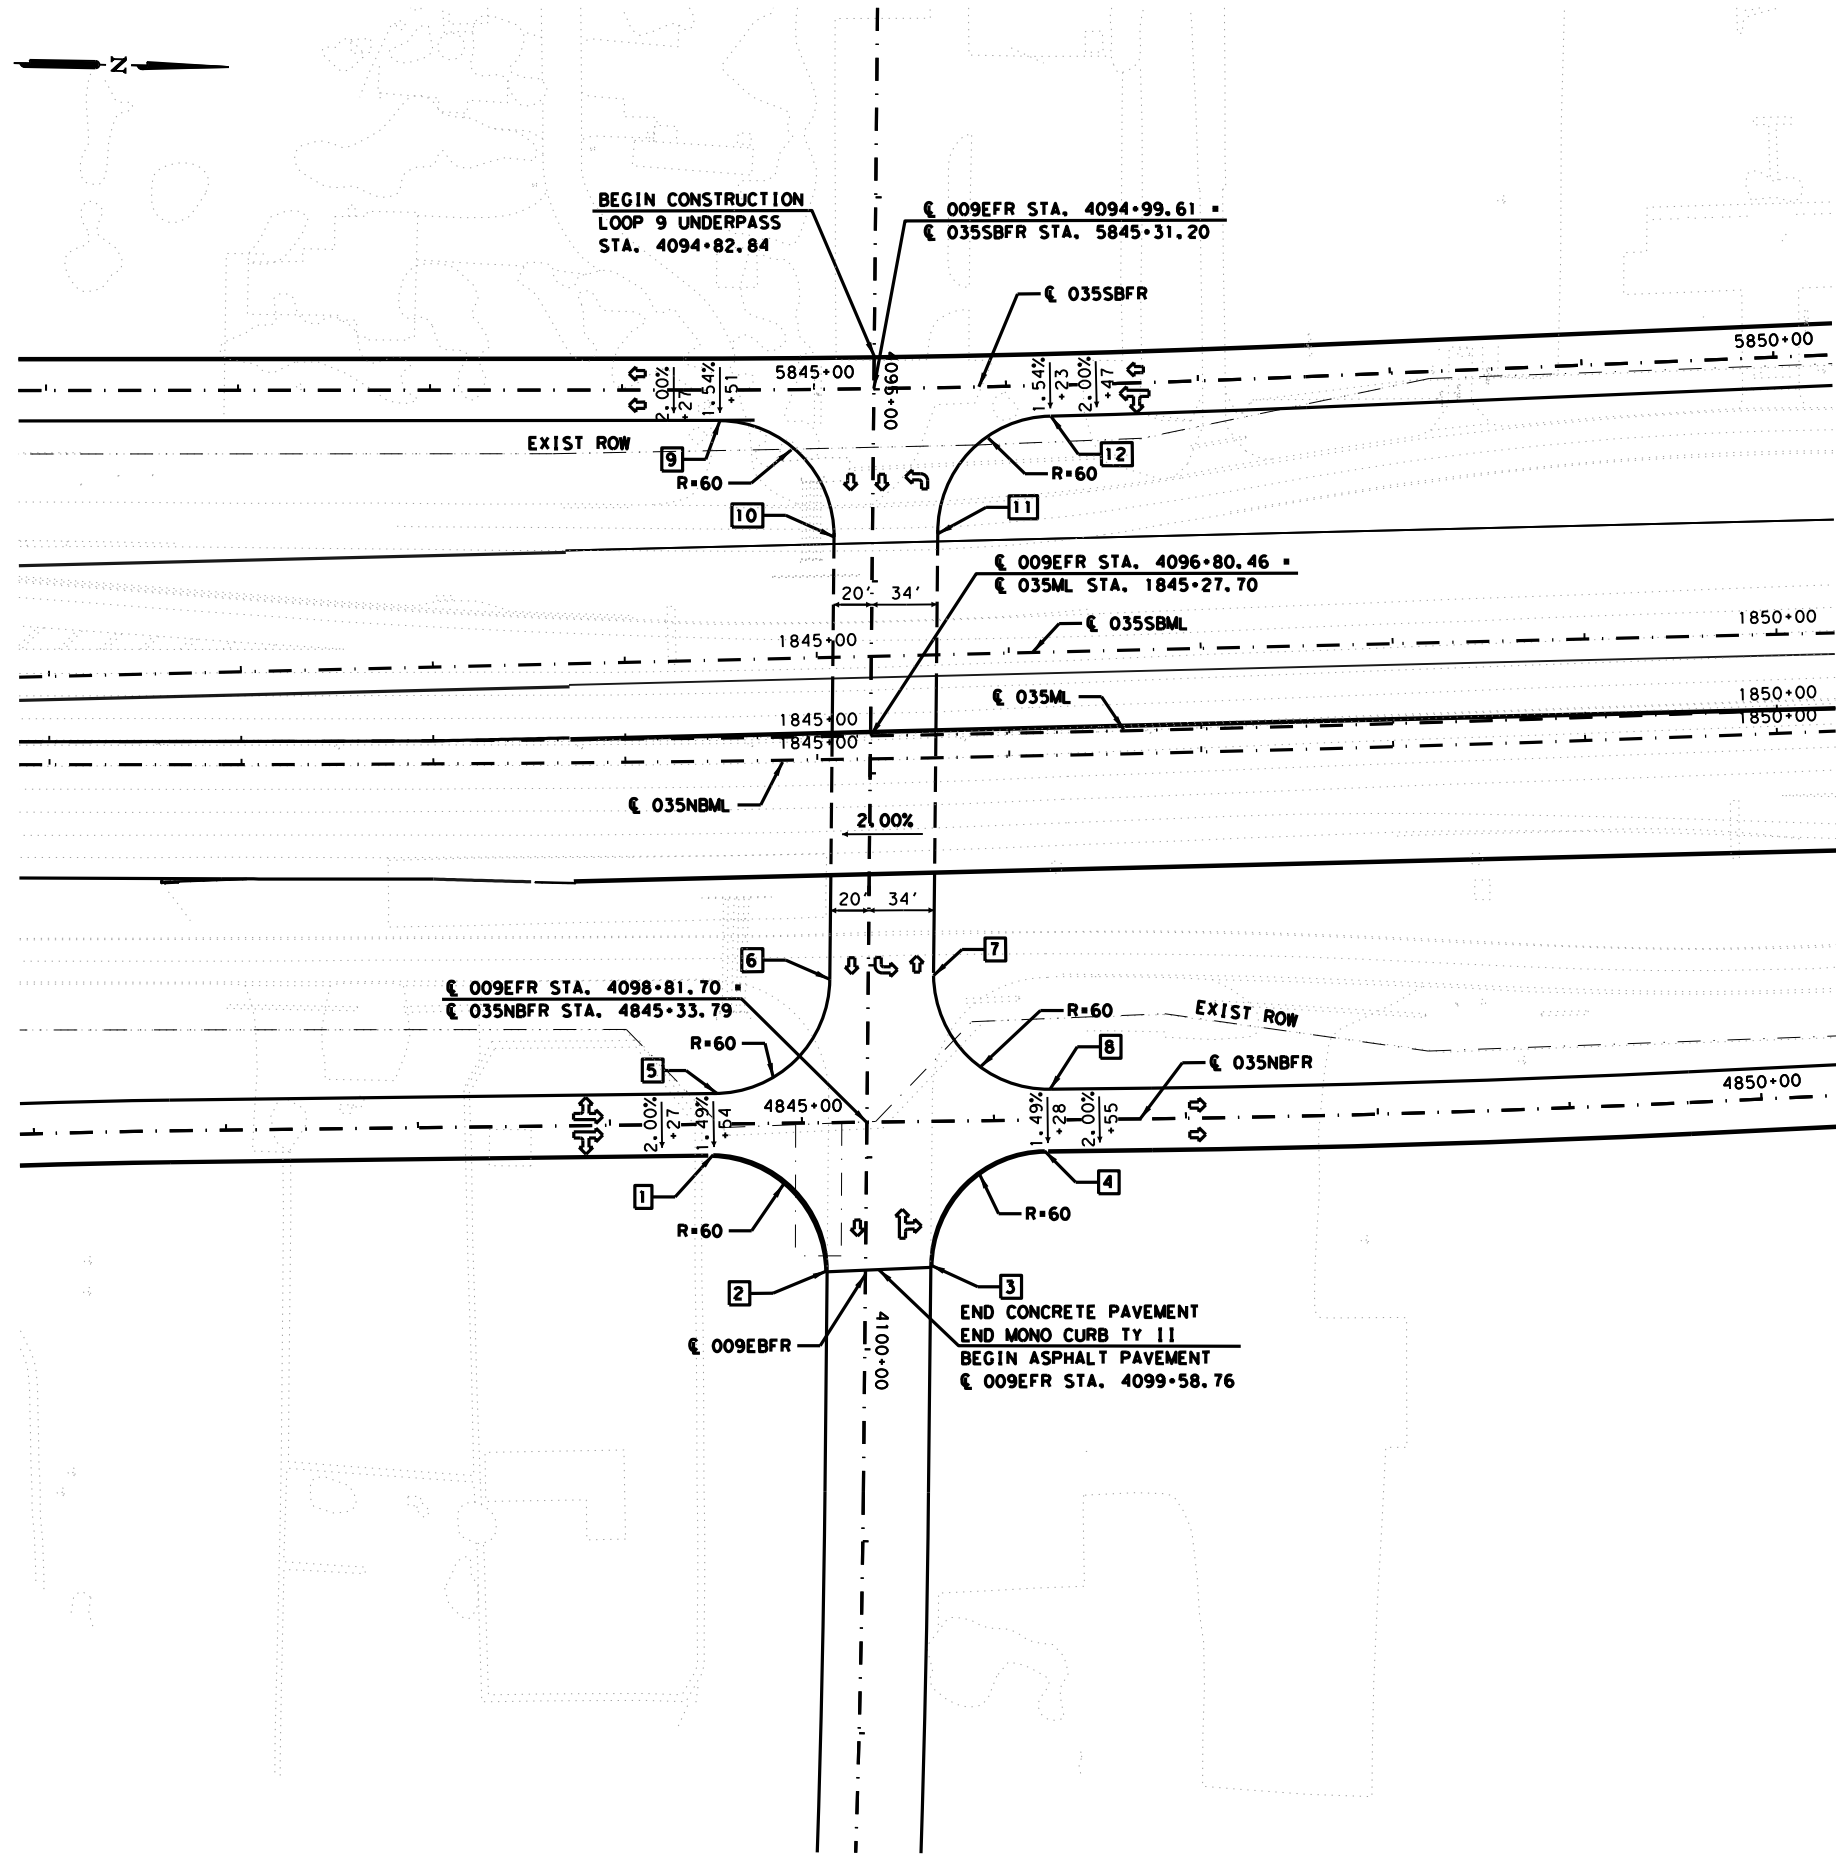 N
BEGIN CONSTRUCTION
LOOP 9 UNDERPASS
STA. 4094+82.84
℄ 009EFR STA. 4094+99.61 =
℄ 035SBFR STA. 5845+31.20
℄ 035SBFR
5850+00
5845+00
4095+00
2.00%
+27
1.54%
+51
1.54%
+23
2.00%
+47
EXIST ROW
9
R=60
12
R=60
10
11
℄ 009EFR STA. 4096+80.46 =
℄ 035ML STA. 1845+27.70
20'
34'
℄ 035SBML
1850+00
1845+00
℄ 035ML
1850+00
1845+00
1850+00
1845+00
℄ 035NBML
2.00%
20'
34'
6
7
℄ 009EFR STA. 4098+81.70 =
℄ 035NBFR STA. 4845+33.79
R=60
EXIST ROW
R=60
8
5
℄ 035NBFR
4850+00
4845+00
2.00%
+27
1.49%
+54
1.49%
+28
2.00%
+55
1
4
R=60
R=60
2
3
END CONCRETE PAVEMENT
END MONO CURB TY II
BEGIN ASPHALT PAVEMENT
℄ 009EFR STA. 4099+58.76
℄ 009EBFR
4100+00